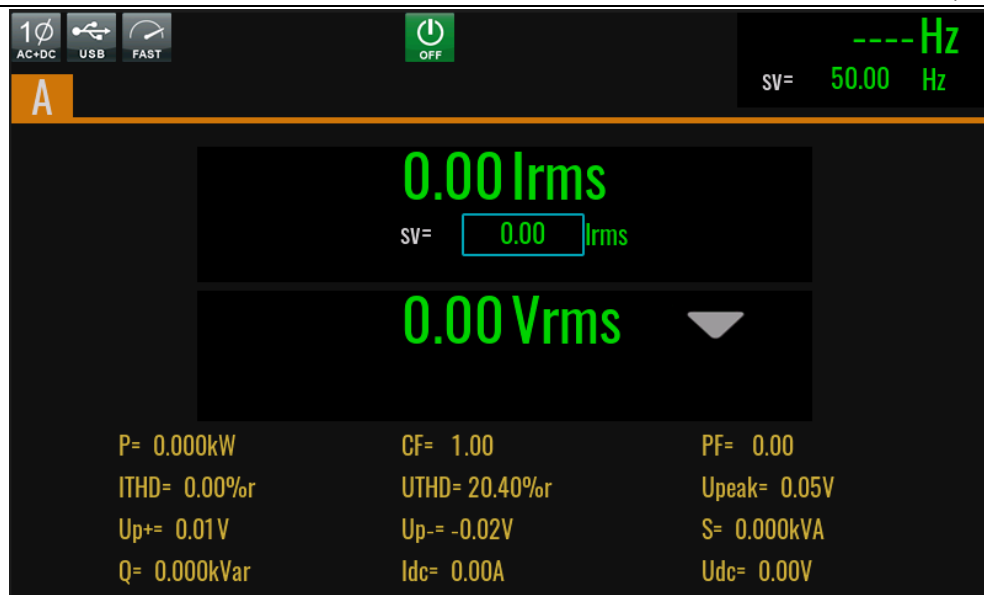 1Ø
AC+DC
USB
FAST
OFF
---- Hz
sv= 50.00 Hz
A
0.00 Irms
sv= 0.00 Irms
0.00 Vrms
P= 0.000kW CF= 1.00 PF= 0.00
ITHD= 0.00%r UTHD= 20.40%r Upeak= 0.05V
Up+= 0.01V Up-= -0.02V S= 0.000kVA
Q= 0.000kVar Idc= 0.00A Udc= 0.00V